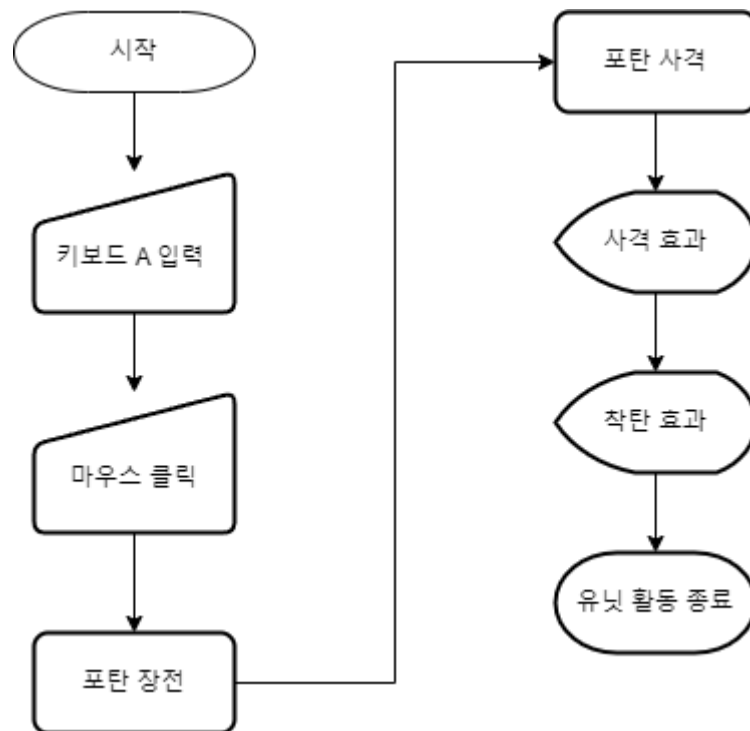 시작
키보드 A 입력
마우스 클릭
포탄 장전
포탄 사격
사격 효과
착탄 효과
유닛 활동 종료